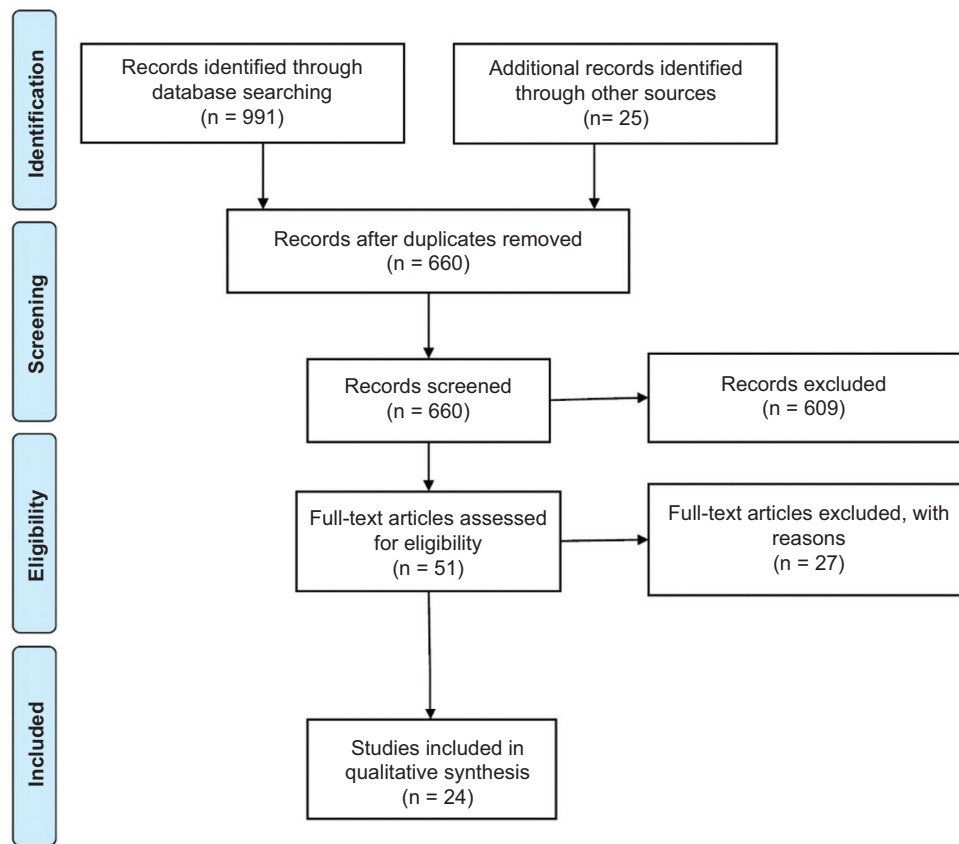 Identification
Records identified through
database searching
(n = 991)
Additional records identified
through other sources
(n= 25)
Screening
Records after duplicates removed
(n = 660)
Records screened
(n = 660)
Records excluded
(n = 609)
Eligibility
Full-text articles assessed
for eligibility
(n = 51)
Full-text articles excluded, with
reasons
(n = 27)
Included
Studies included in
qualitative synthesis
(n = 24)